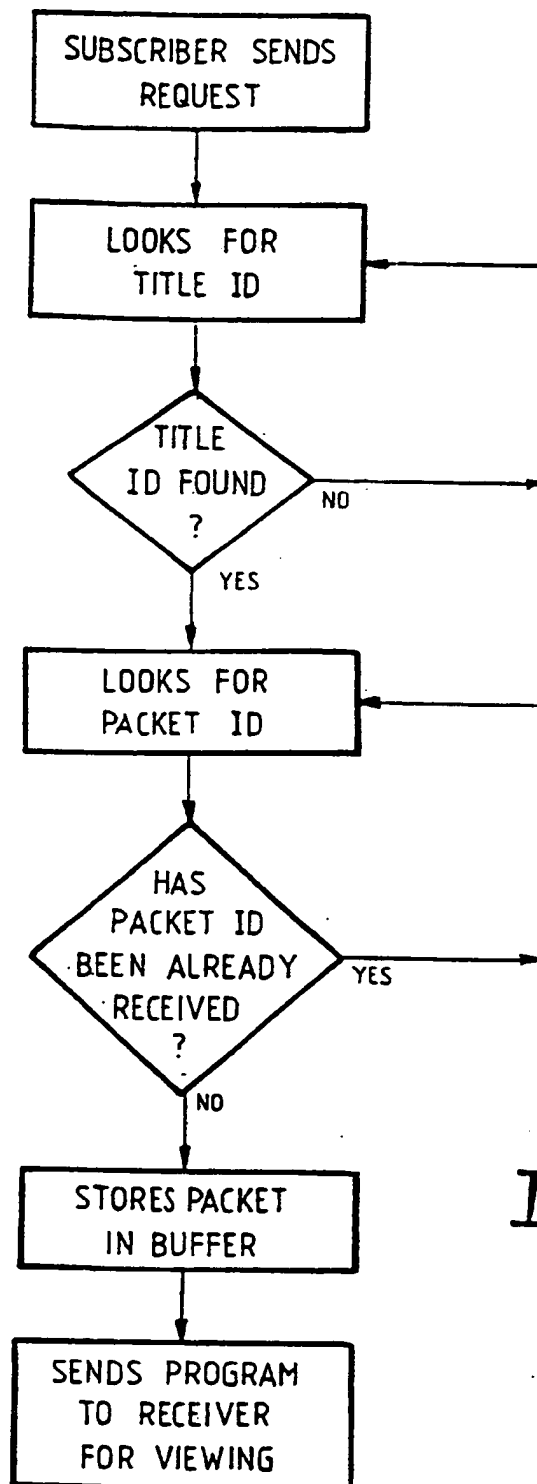 SUBSCRIBER SENDS
REQUEST
LOOKS FOR
TITLE ID
TITLE
ID FOUND
?
NO
YES
LOOKS FOR
PACKET ID
HAS
PACKET ID
BEEN ALREADY
RECEIVED
?
YES
NO
STORES PACKET
IN BUFFER
SENDS PROGRAM
TO RECEIVER
FOR VIEWING